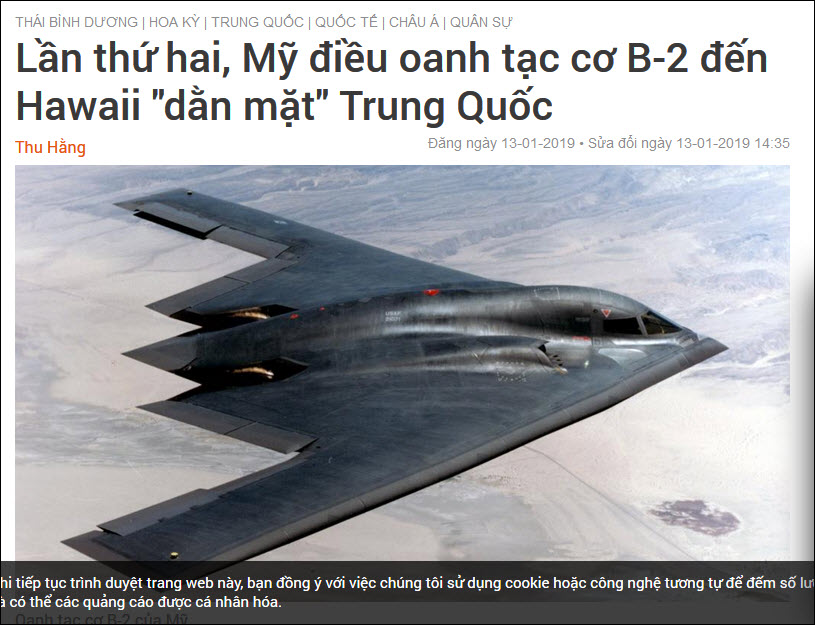 THÁI BÌNH DƯƠNG | HOA KỲ | TRUNG QUỐC | QUỐC TẾ | CHÂU Á | QUÂN SỰ
Lần thứ hai, Mỹ điều oanh tạc cơ B-2 đến
Hawaii "dằn mặt" Trung Quốc
Thu Hằng
Đăng ngày 13-01-2019 • Sửa đổi ngày 13-01-2019 14:35
USAF
hi tiếp tục trình duyệt trang web này, bạn đồng ý với việc chúng tôi sử dụng cookie hoặc công nghệ tương tự để đếm số lư
à có thể các quảng cáo được cá nhân hóa.
Oanh tạc cơ B-2 của Mỹ